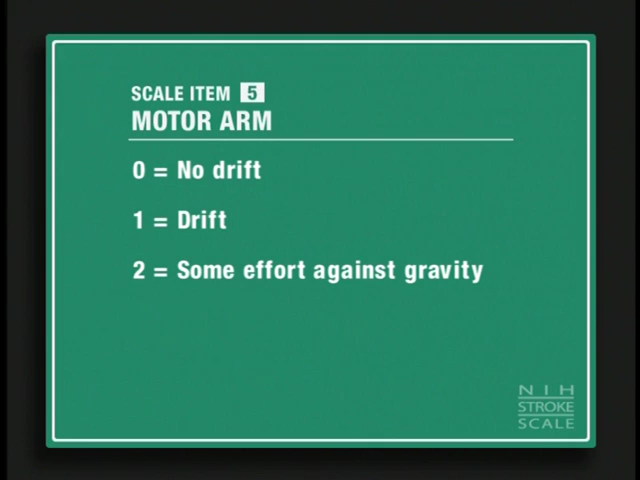 SCALE ITEM 5
MOTOR ARM
0 = No drift
1 = Drift
2 = Some effort against gravity
NIH
STROKE
SCALE